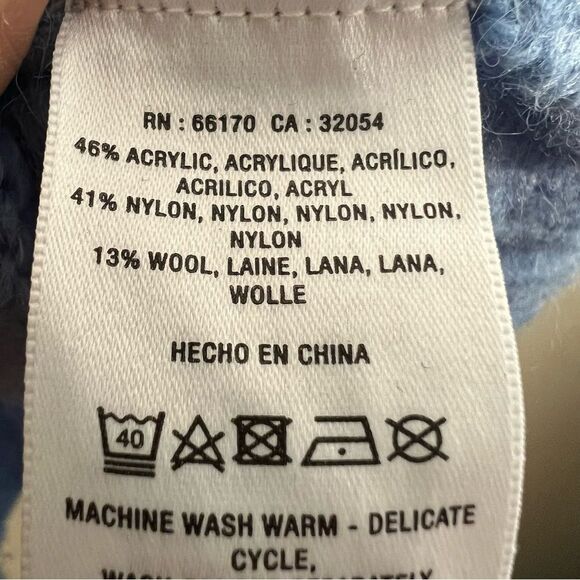 RN : 66170 CA : 32054
46% ACRYLIC, ACRYLIQUE, ACRÍLICO,
ACRILICO, ACRYL
41% NYLON, NYLON, NYLON, NYLON,
NYLON
13% WOOL, LAINE, LANA, LANA,
WOLLE
HECHO EN CHINA
40
MACHINE WASH WARM - DELICATE
CYCLE,
WASH